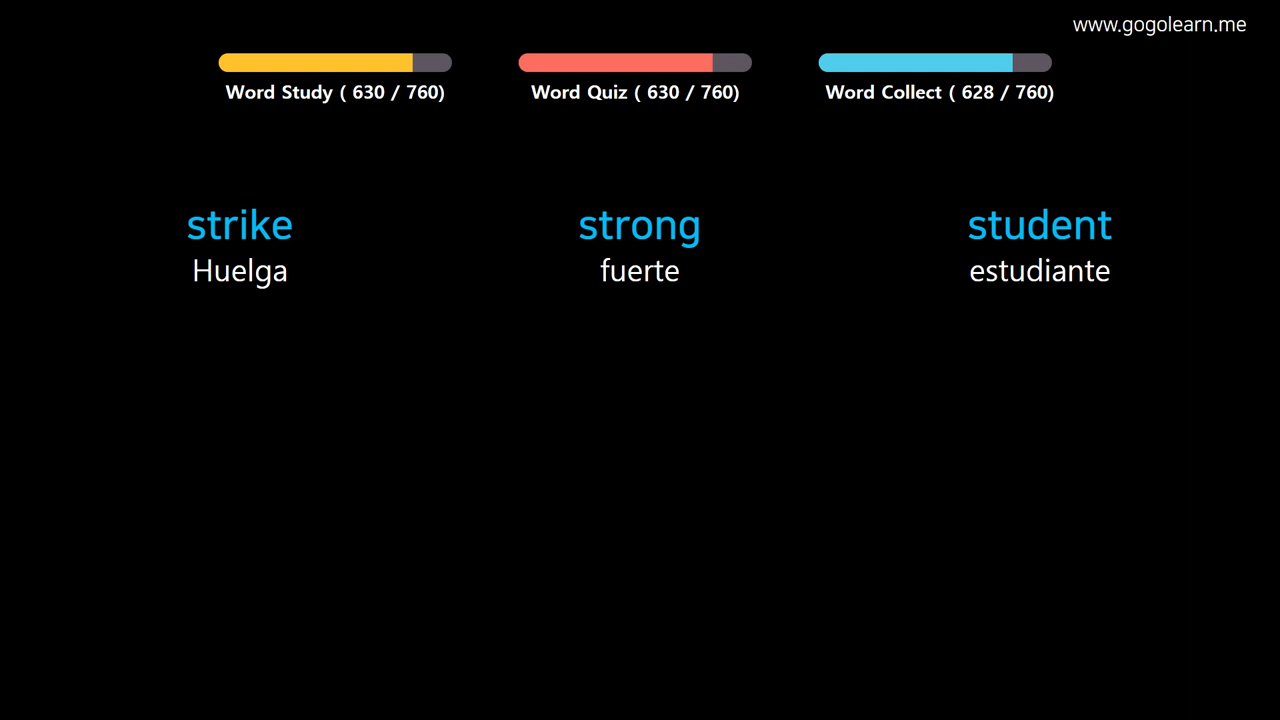 www.gogolearn.me
Word Study ( 630 / 760)
Word Quiz ( 630 / 760)
Word Collect ( 628 / 760)
strike
Huelga
strong
fuerte
student
estudiante